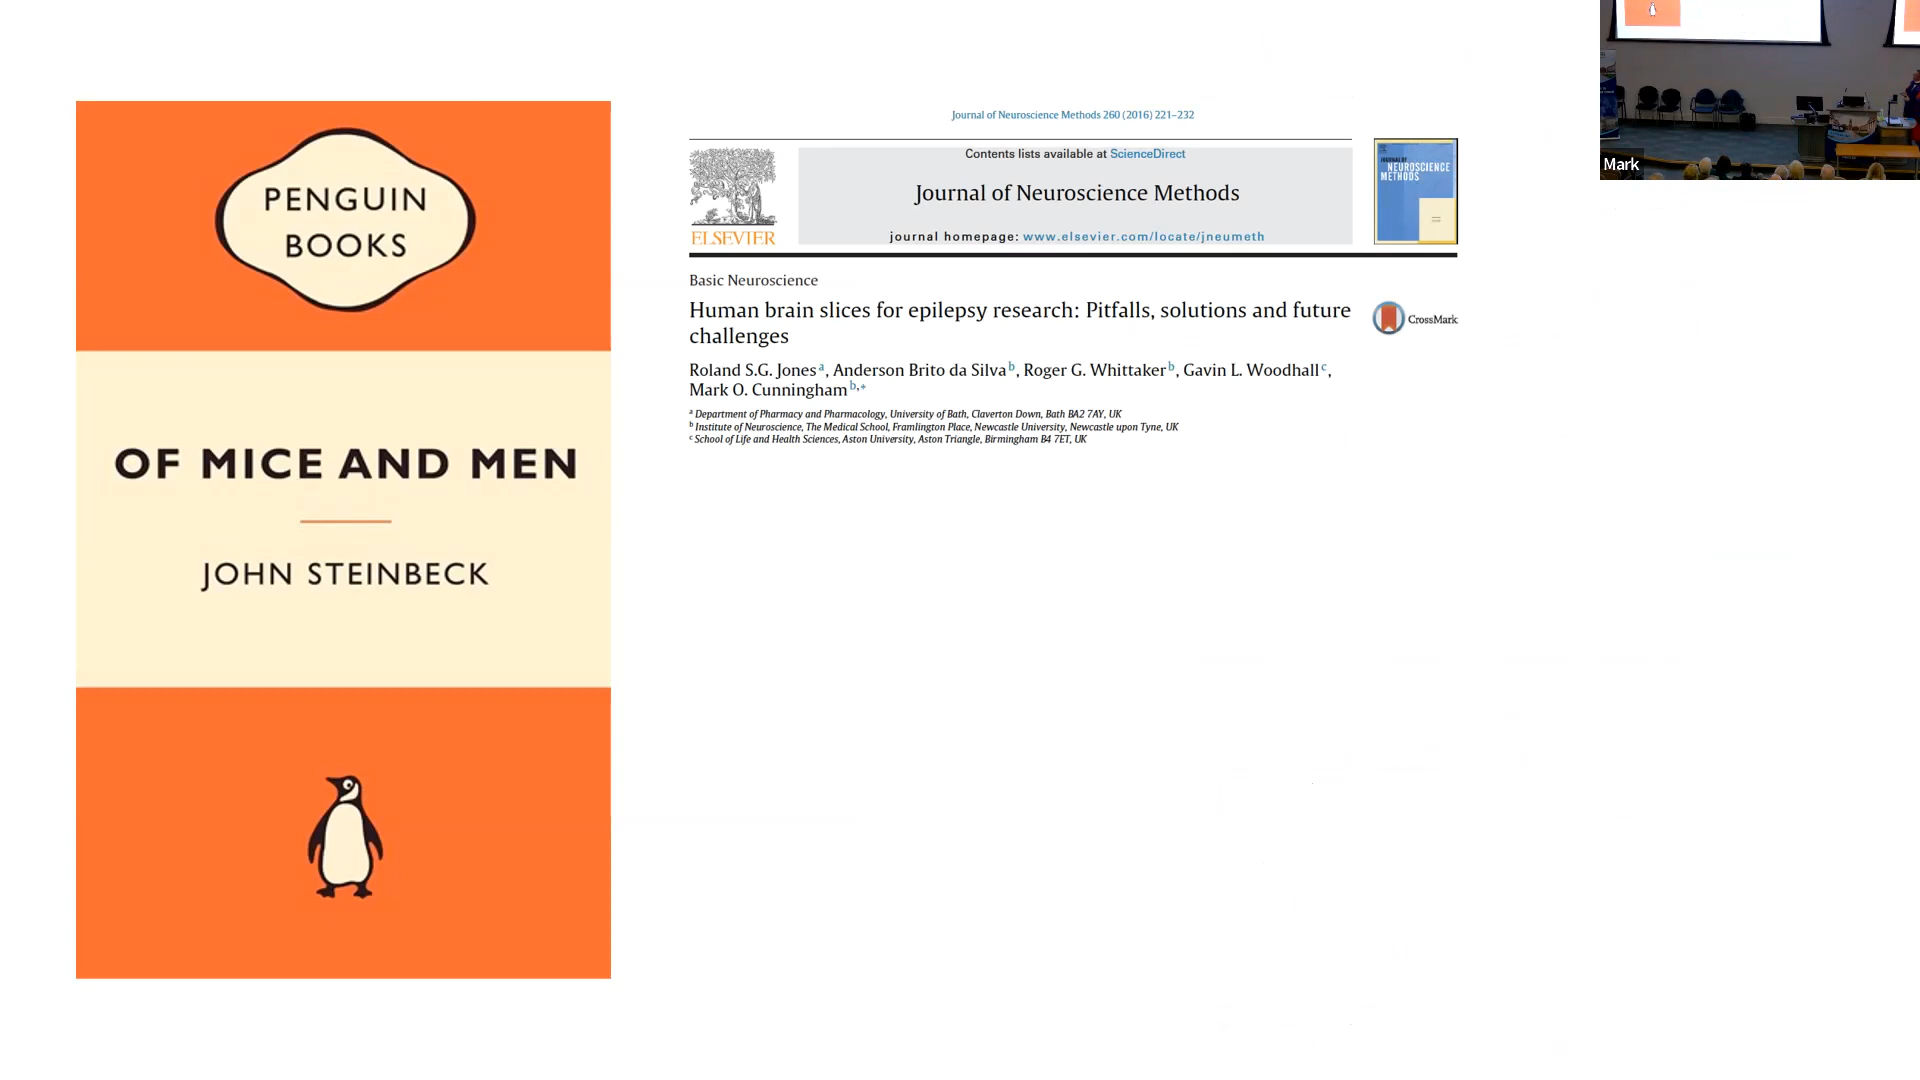 PENGUIN
BOOKS
OF MICE AND MEN
JOHN STEINBECK
Journal of Neuroscience Methods 260 (2016) 221–232
Contents lists available at ScienceDirect
Journal of Neuroscience Methods
journal homepage: www.elsevier.com/locate/jneumeth
ELSEVIER
JOURNAL OF
NEUROSCIENCE
METHODS
Basic Neuroscience
Human brain slices for epilepsy research: Pitfalls, solutions and future
challenges
CrossMark
Roland S.G. Jones a, Anderson Brito da Silva b, Roger G. Whittaker b, Gavin L. Woodhall c,
Mark O. Cunningham b,*
a Department of Pharmacy and Pharmacology, University of Bath, Claverton Down, Bath BA2 7AY, UK
b Institute of Neuroscience, The Medical School, Framlington Place, Newcastle University, Newcastle upon Tyne, UK
c School of Life and Health Sciences, Aston University, Aston Triangle, Birmingham B4 7ET, UK
Mark